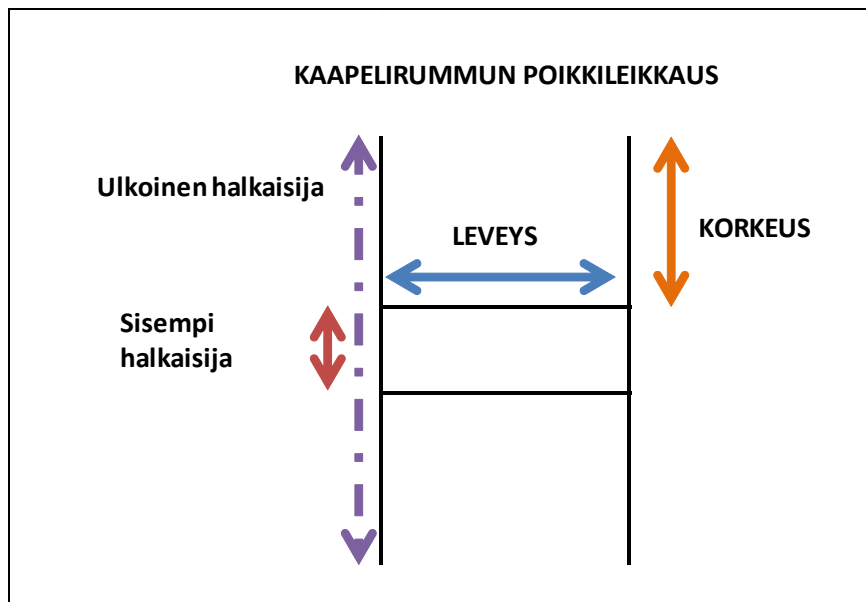 KAAPELIRUMMUN POIKKILEIKKAUS
Ulkoinen halkaisija
LEVEYS
KORKEUS
Sisempi
halkaisija